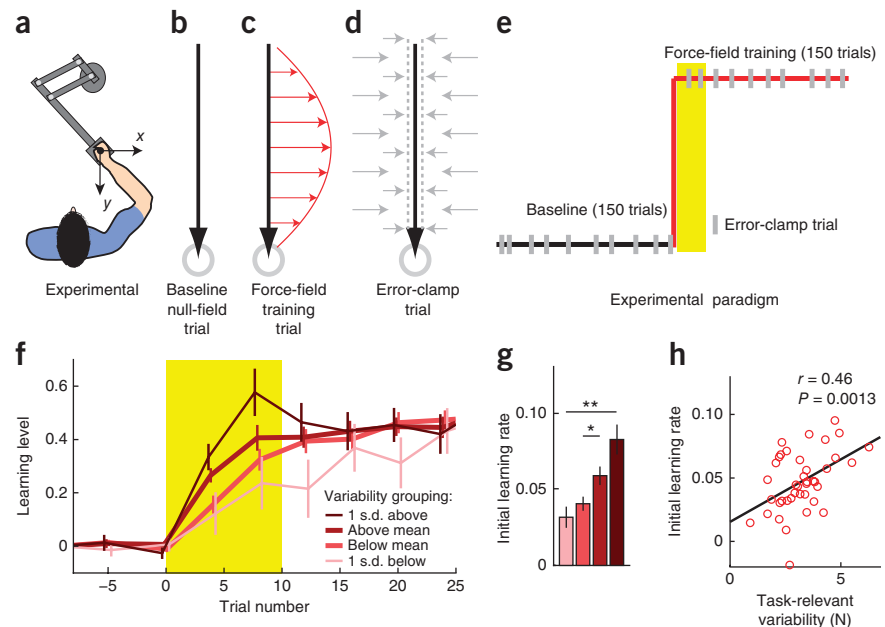 a
b
c
d
e
x
y
Experimental
Baseline
null-field
trial
Force-field
training
trial
Error-clamp
trial
Force-field training (150 trials)
Baseline (150 trials)
Error-clamp trial
Experimental paradigm
f
Learning level
0.6
0.4
0.2
0
−5
0
5
10
15
20
25
Trial number
Variability grouping:
1 s.d. above
Above mean
Below mean
1 s.d. below
g
Initial learning rate
0.10
0.05
0
**
*
h
r = 0.46
P = 0.0013
Initial learning rate
0.10
0.05
0
0
5
Task-relevant
variability (N)